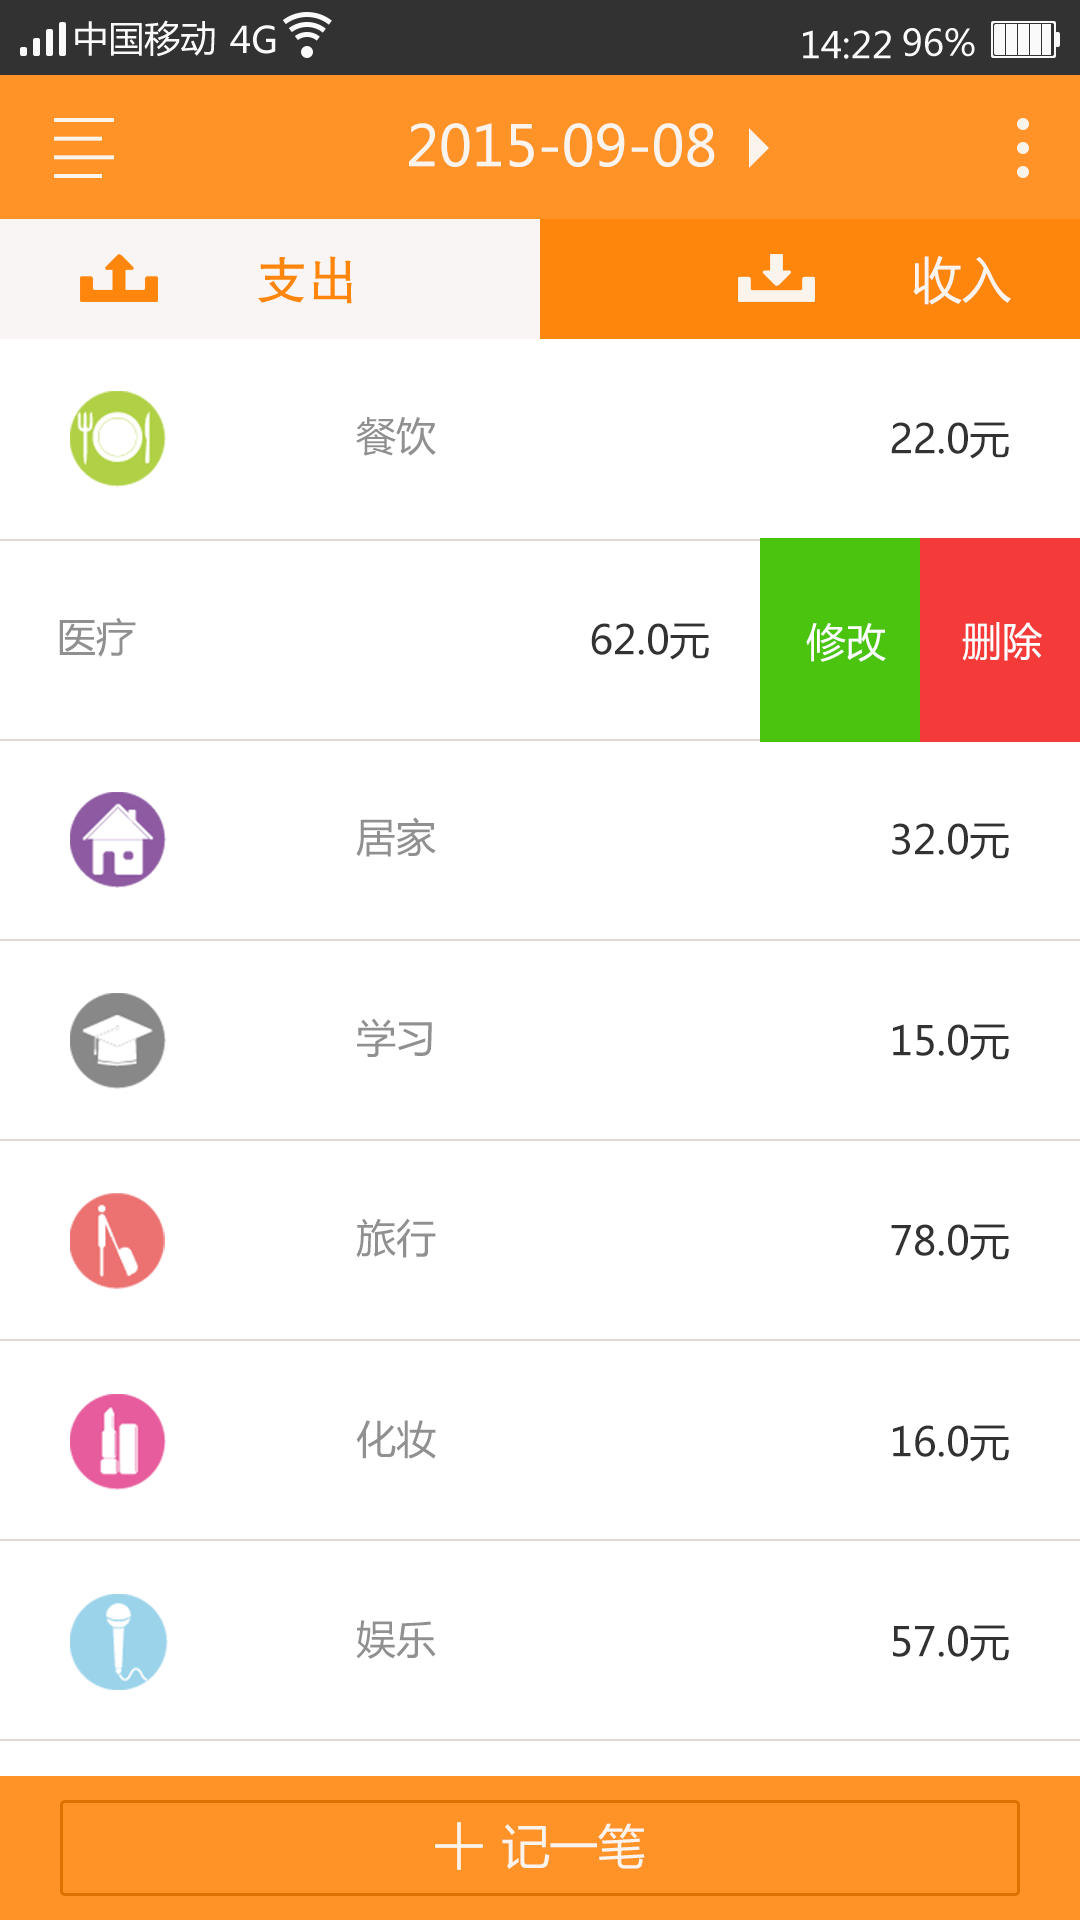 中国移动 4G 14:22 96%
2015-09-08
支出 收入
餐饮 22.0元
医疗 62.0元 修改 删除
居家 32.0元
学习 15.0元
旅行 78.0元
化妆 16.0元
娱乐 57.0元
十 记一笔